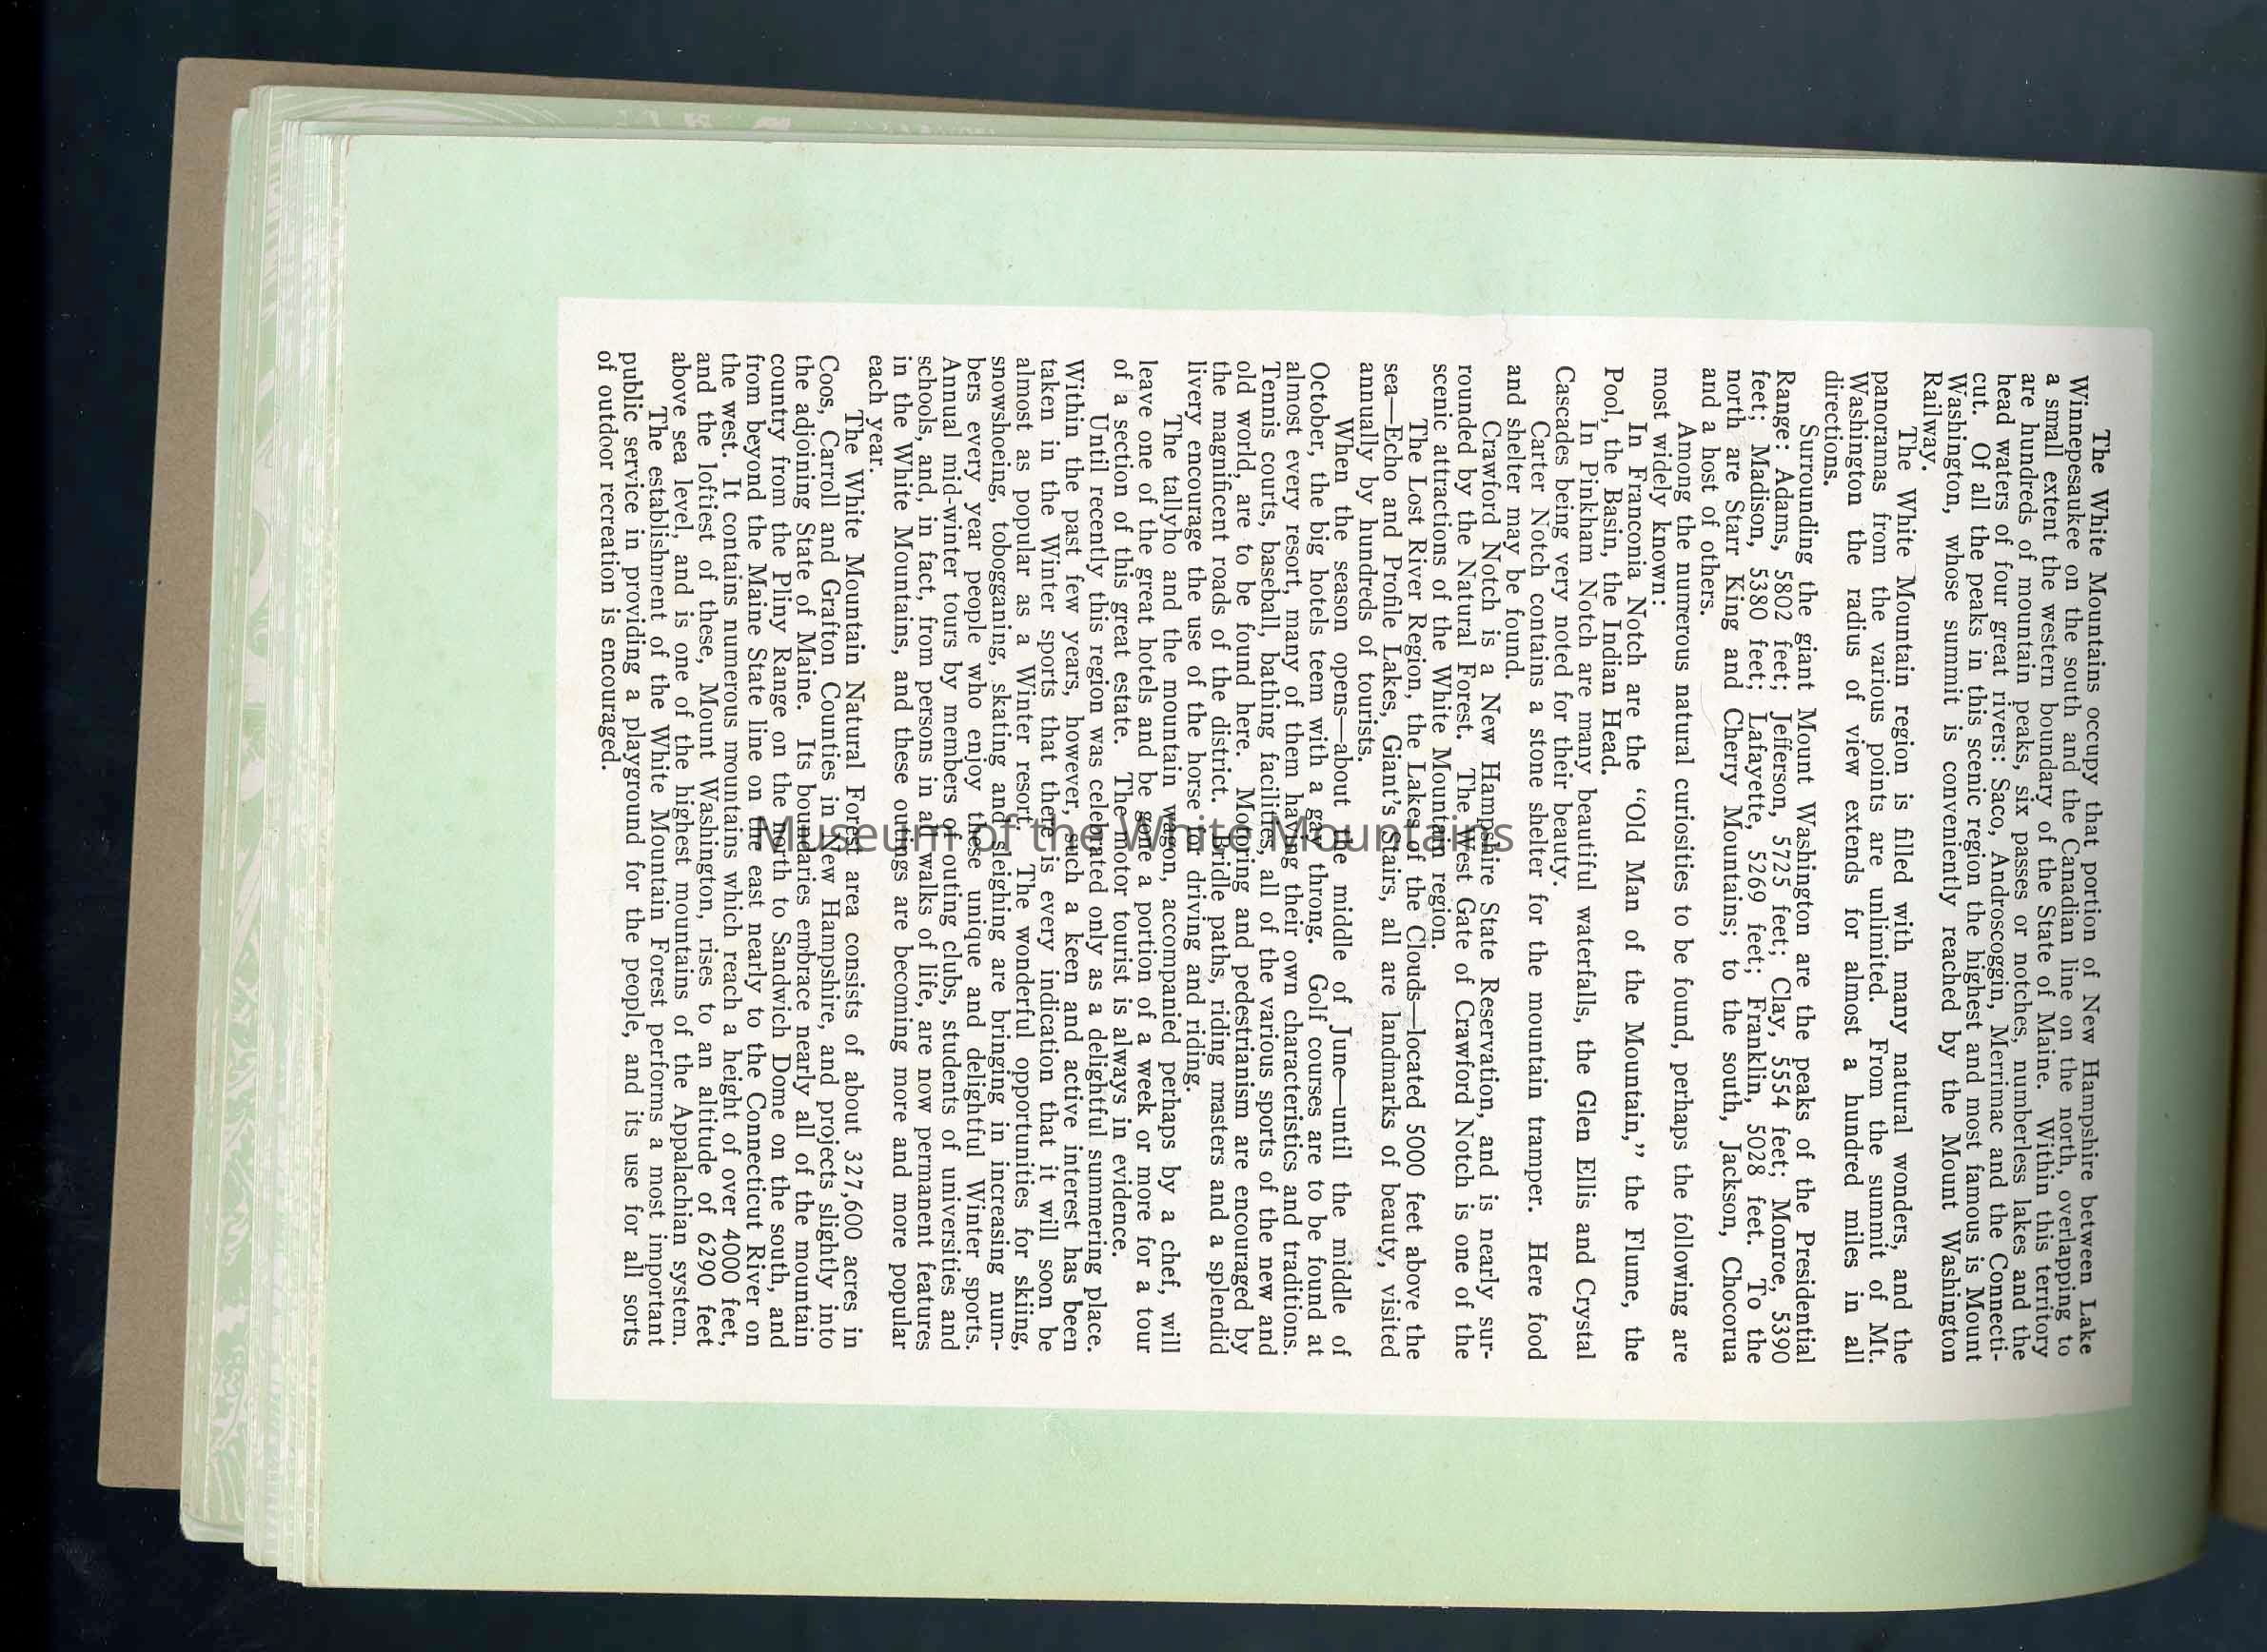 The White Mountains occupy that portion of New Hampshire between Lake
Winnepesaukee on the south and the Canadian line on the north, overlapping to
a small extent the western boundary of the State of Maine. Within this territory
are hundreds of mountain peaks, six passes or notches, numberless lakes and the
head waters of four great rivers: Saco, Androscoggin, Merrimac and the Connecti-
cut. Of all the peaks in this scenic region the highest and most famous is Mount
Washington, whose summit is conveniently reached by the Mount Washington
Railway.
The White Mountain region is filled with many natural wonders, and the
panoramas from the various points are unlimited. From the summit of Mt.
Washington the radius of view extends for almost a hundred miles in all
directions.
Surrounding the giant Mount Washington are the peaks of the Presidential
Range: Adams, 5802 feet; Jefferson, 5725 feet; Clay, 5554 feet; Monroe, 5390
feet; Madison, 5380 feet; Lafayette, 5269 feet; Franklin, 5028 feet. To the
north are Starr King and Cherry Mountains; to the south, Jackson, Chocorua
and a host of others.
Among the numerous natural curiosities to be found, perhaps the following are
most widely known:
In Franconia Notch are the "Old Man of the Mountain," the Flume, the
Pool, the Basin, the Indian Head.
In Pinkham Notch are many beautiful waterfalls, the Glen Ellis and Crystal
Cascades being very noted for their beauty.
Carter Notch contains a stone shelter for the mountain tramper. Here food
and shelter may be found.
Crawford Notch is a New Hampshire State Reservation, and is nearly sur-
rounded by the Natural Forest. The West Gate of Crawford Notch is one of the
scenic attractions of the White Mountain region.
The Lost River Region, the Lakes of the Clouds—located 5000 feet above the
sea—Echo and Profile Lakes, Giant's Stairs, all are landmarks of beauty, visited
annually by hundreds of tourists.
When the season opens—about the middle of June—until the middle of
October, the big hotels teem with a gay throng. Golf courses are to be found at
almost every resort, many of them having their own characteristics and traditions.
Tennis courts, baseball, bathing facilities, all of the various sports of the new and
old world, are to be found here. Motoring and pedestrianism are encouraged by
the magnificent roads of the district. Bridle paths, riding masters and a splendid
livery encourage the use of the horse for driving and riding.
The tallyho and the mountain wagon, accompanied perhaps by a chef, will
leave one of the great hotels and be gone a portion of a week or more for a tour
of a section of this great estate. The motor tourist is always in evidence.
Until recently this region was celebrated only as a delightful summering place.
Within the past few years, however, such a keen and active interest has been
taken in the Winter sports that there is every indication that it will soon be
almost as popular as a Winter resort. The wonderful opportunities for skiing,
snowshoeing, tobogganing, skating and sleighing are bringing in increasing num-
bers every year people who enjoy these unique and delightful Winter sports.
Annual mid-winter tours by members of outing clubs, students of universities and
schools, and, in fact, from persons in all walks of life, are now permanent features
in the White Mountains, and these outings are becoming more and more popular
each year.
The White Mountain Natural Forest area consists of about 327,600 acres in
Coos, Carroll and Grafton Counties in New Hampshire, and projects slightly into
the adjoining State of Maine. Its boundaries embrace nearly all of the mountain
country from the Pliny Range on the north to Sandwich Dome on the south, and
from beyond the Maine State line on the east nearly to the Connecticut River on
the west. It contains numerous mountains which reach a height of over 4000 feet,
and the loftiest of these, Mount Washington, rises to an altitude of 6290 feet
above sea level, and is one of the highest mountains of the Appalachian system.
The establishment of the White Mountain Forest performs a most important
public service in providing a playground for the people, and its use for all sorts
of outdoor recreation is encouraged.
Museum of the White Mountains